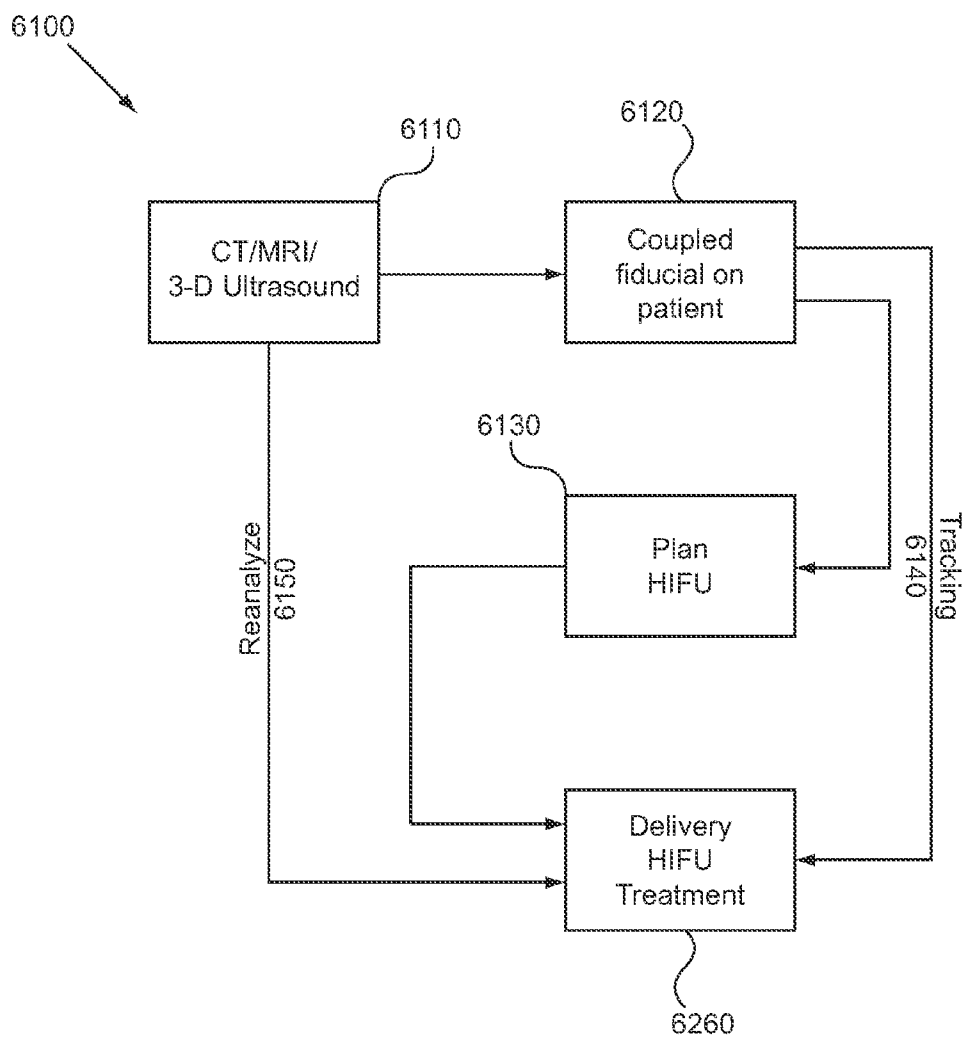 6100
6110
6120
CT/MRI/
3-D Ultrasound
Coupled
fiducial on
patient
6130
Plan
HIFU
Reanalyze
6150
Tracking
6140
Delivery
HIFU
Treatment
6260